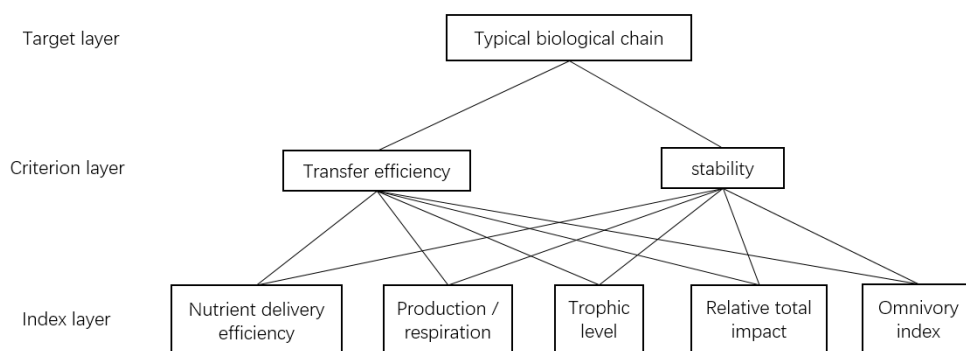 Target layer
Typical biological chain
Criterion layer
Transfer efficiency
stability
Index layer
Nutrient delivery
efficiency
Production /
respiration
Trophic
level
Relative total
impact
Omnivory
index